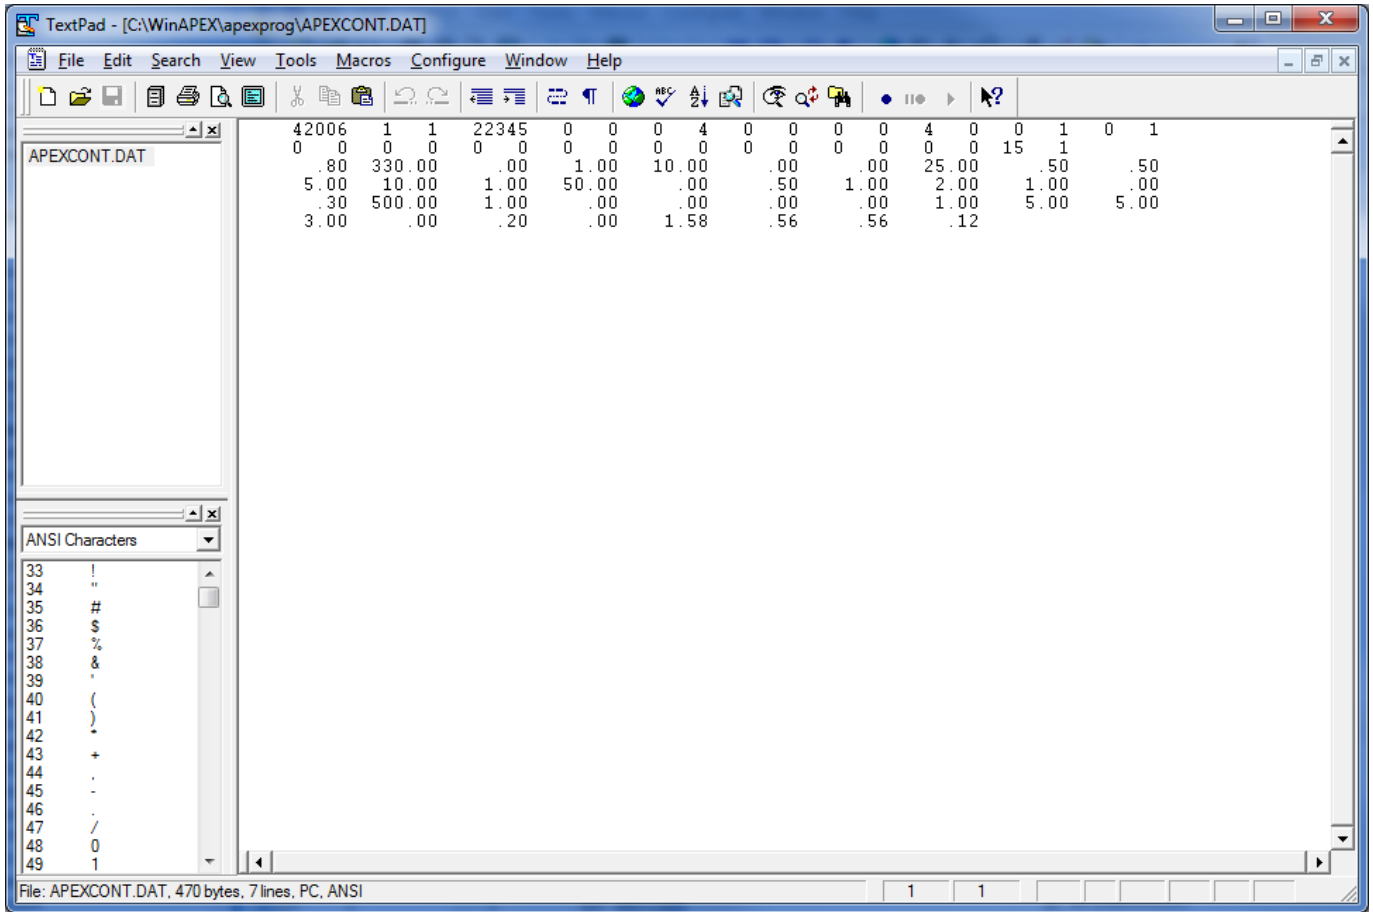 TextPad - [C:\WinAPEX\apexprog\APEXCONT.DAT]
File Edit Search View Tools Macros Configure Window Help
APEXCONT.DAT
42006 1 1 22345 0 0 0 4 0 0 0 0 4 0 0 1 0 1
0 0 0 0 0 0 0 0 0 0 0 0 0 0 0 0 15 1
.80 330.00 .00 1.00 10.00 .00 .00 25.00 .50 .50
5.00 10.00 1.00 50.00 .00 .50 1.00 2.00 1.00 .00
.30 500.00 1.00 .00 .00 .00 .00 1.00 5.00 5.00
3.00 .00 .20 .00 1.58 .56 .56 .12
ANSI Characters
33 !
34 "
35 #
36 $
37 %
38 &
39 '
40 (
41 )
42 *
43 +
44 ,
45 -
46 .
47 /
48 0
49 1
File: APEXCONT.DAT, 470 bytes, 7 lines, PC, ANSI
1 1